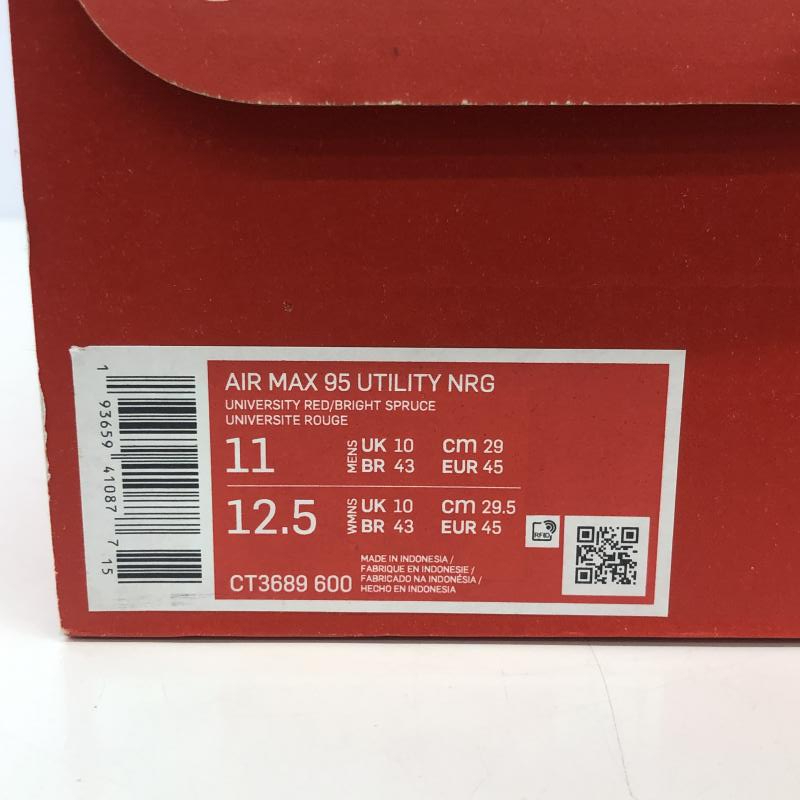 AIR MAX 95 UTILITY NRG
UNIVERSITY RED/BRIGHT SPRUCE
UNIVERSITE ROUGE
11 MENS UK 10 cm 29
BR 43 EUR 45
12.5 WMNS UK 10 cm 29.5
BR 43 EUR 45
RFID
MADE IN INDONESIA /
FABRIQUE EN INDONESIE /
FABRICADO NA INDONÉSIA /
HECHO EN INDONESIA
CT3689 600
1 93659 41087 7 15